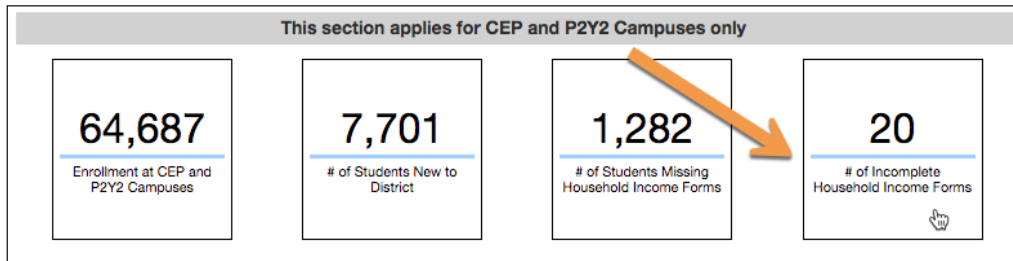 This section applies for CEP and P2Y2 Campuses only
64,687
Enrollment at CEP and
P2Y2 Campuses
7,701
# of Students New to
District
1,282
# of Students Missing
Household Income Forms
20
# of Incomplete
Household Income Forms